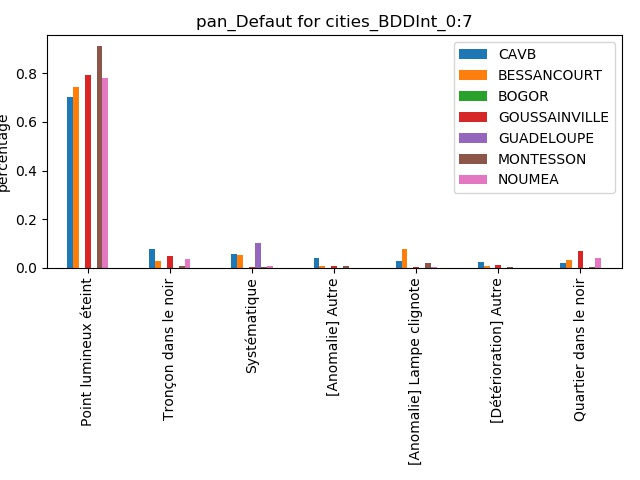 pan_Defaut for cities_BDDInt_0:7
percentage
0.8
0.6
0.4
0.2
0.0
CAVB
BESSANCOURT
BOGOR
GOUSSAINVILLE
GUADELOUPE
MONTESSON
NOUMEA
Point lumineux éteint
Tronçon dans le noir
Systématique
[Anomalie] Autre
[Anomalie] Lampe clignote
[Détérioration] Autre
Quartier dans le noir